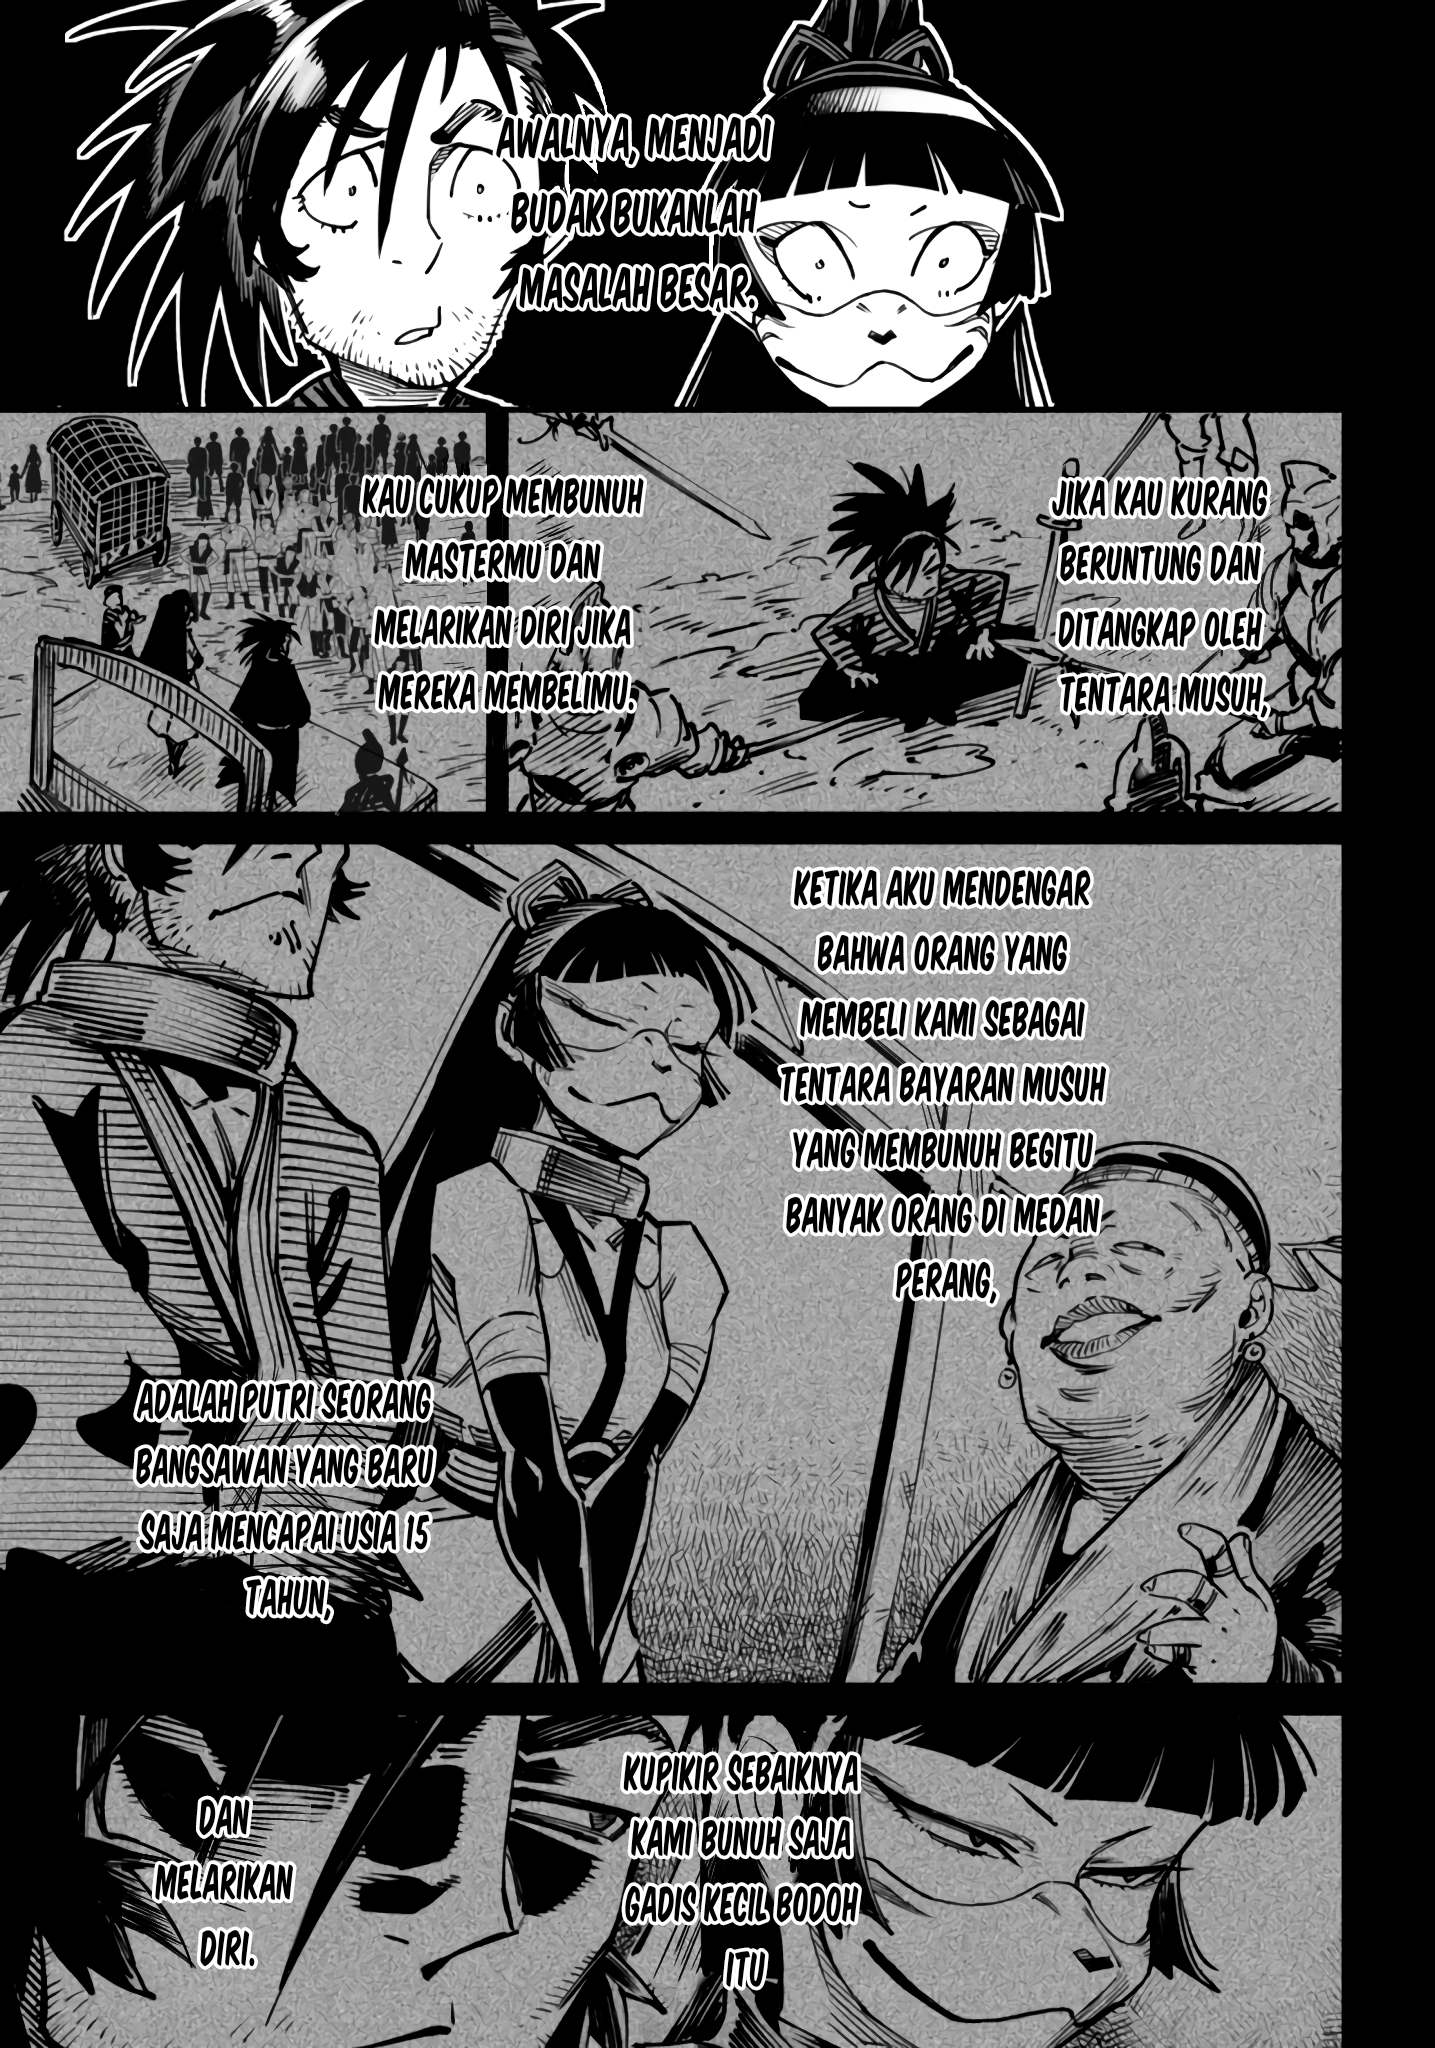 AWALNYA, MENJADI
BUDAK BUKANLAH
MASALAH BESAR.
JIKA KAU KURANG
BERUNTUNG DAN
DITANGKAP OLEH
TENTARA MUSUH,
KAU CUKUP MEMBUNUH
MASTERMU DAN
MELARIKAN DIRI JIKA
MEREKA MEMBELIMU.
KETIKA AKU MENDENGAR
BAHWA ORANG YANG
MEMBELI KAMI SEBAGAI
TENTARA BAYARAN MUSUH
YANG MEMBUNUH BEGITU
BANYAK ORANG DI MEDAN
PERANG,
ADALAH PUTRI SEORANG
BANGSAWAN YANG BARU
SAJA MENCAPAI USIA 15
TAHUN,
KUPIKIR SEBAIKNYA
KAMI BUNUH SAJA
GADIS KECIL BODOH
ITU
DAN
MELARIKAN
DIRI.